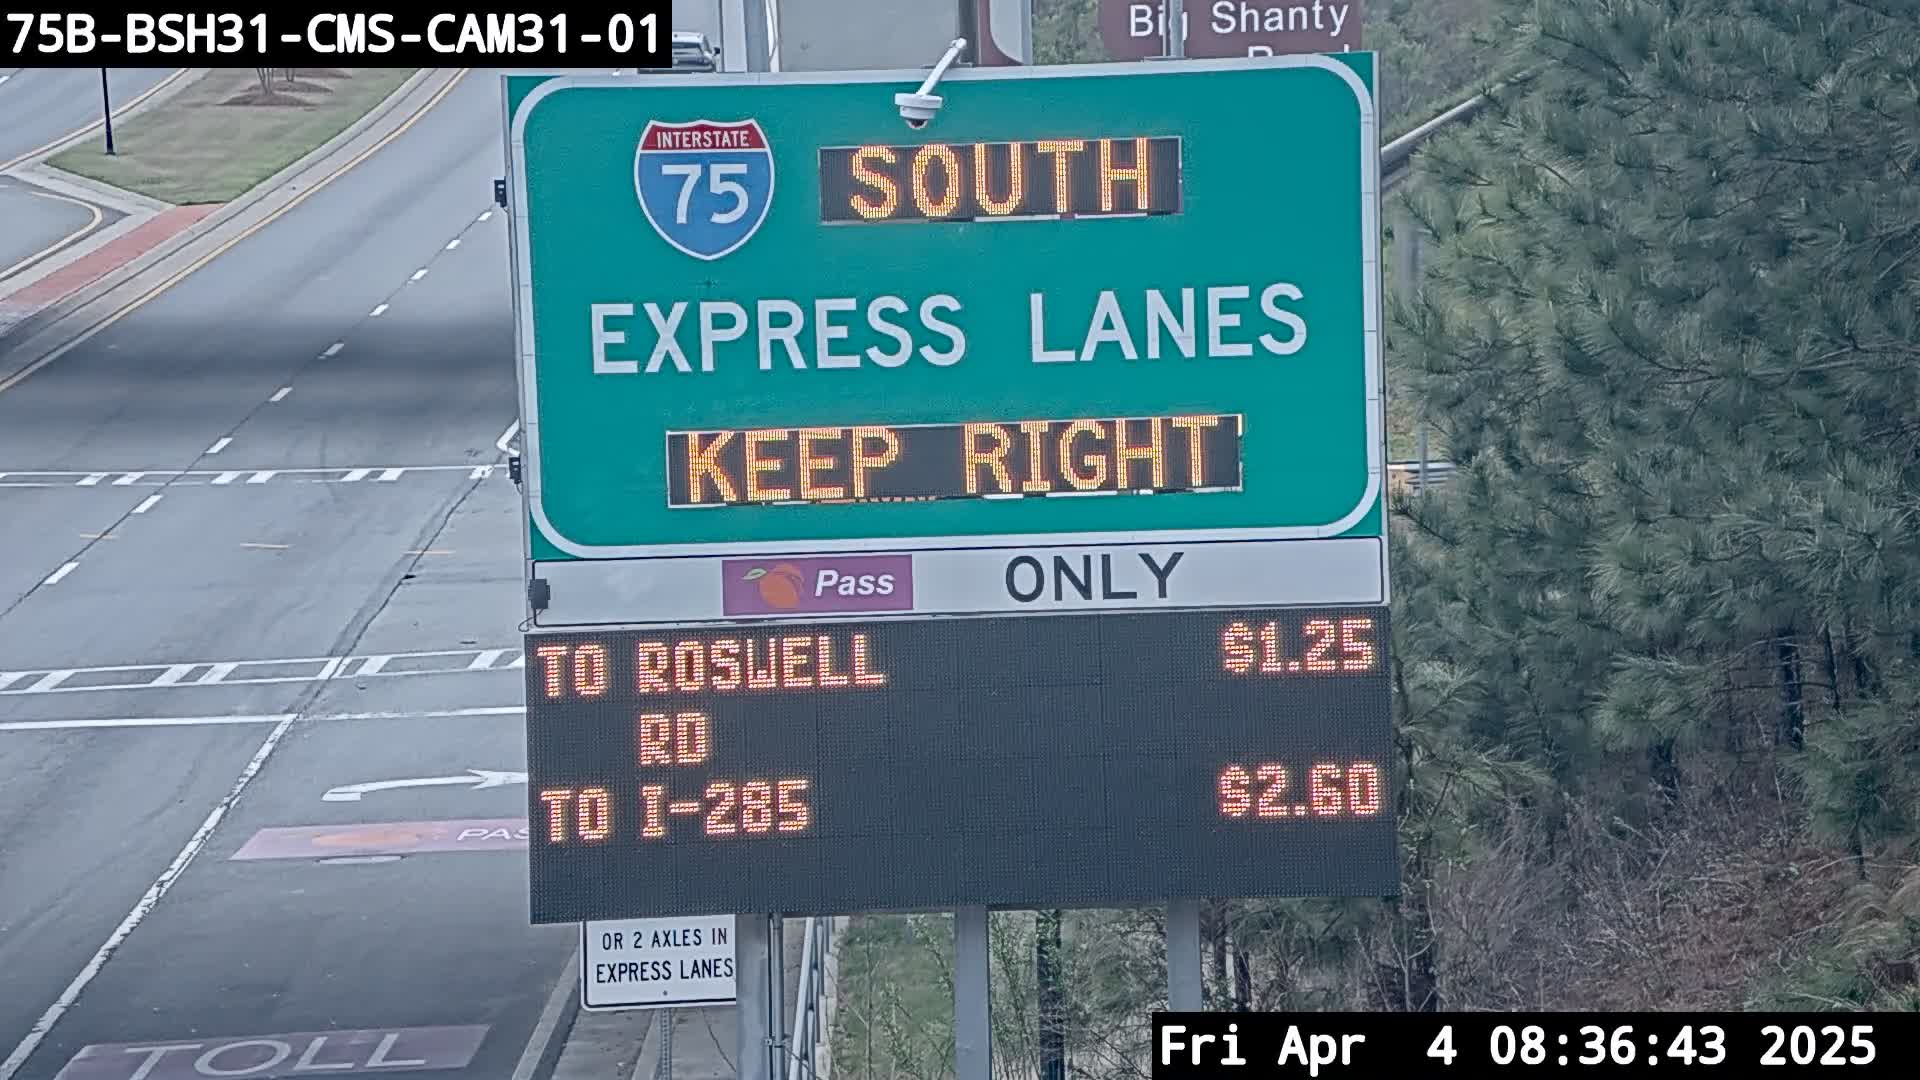 75B-BSH31-CMS-CAM31-01
Big Shanty
INTERSTATE
75
SOUTH
EXPRESS LANES
KEEP RIGHT
Pass ONLY
TO ROSWELL $1.25
RD
TO I-285 $2.60
OR 2 AXLES IN
EXPRESS LANES
TOLL
Fri Apr 4 08:36:43 2025